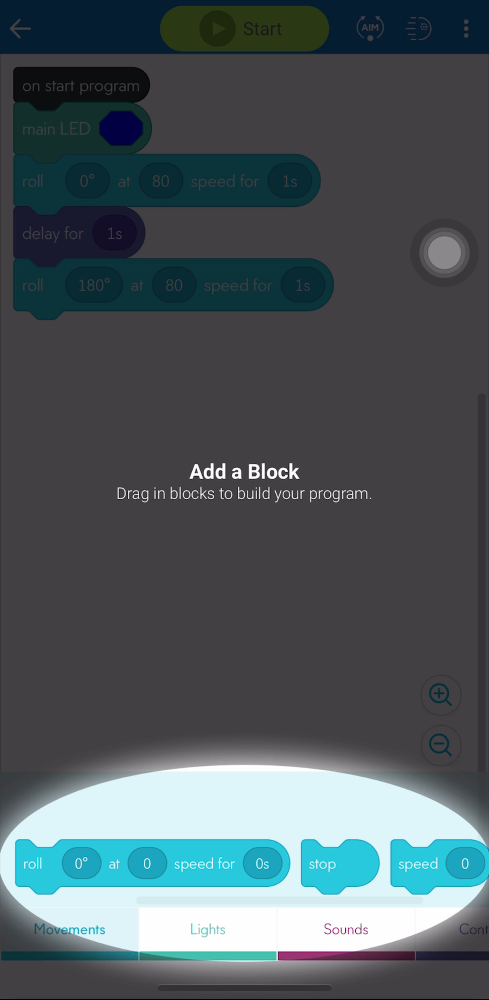 Start
AIM
on start program
main LED
roll 0° at 80 speed for 1s
delay for 1s
roll 180° at 80 speed for 1s
Add a Block
Drag in blocks to build your program.
roll 0° at 0 speed for 0s stop speed 0
Movements Lights Sounds Cont